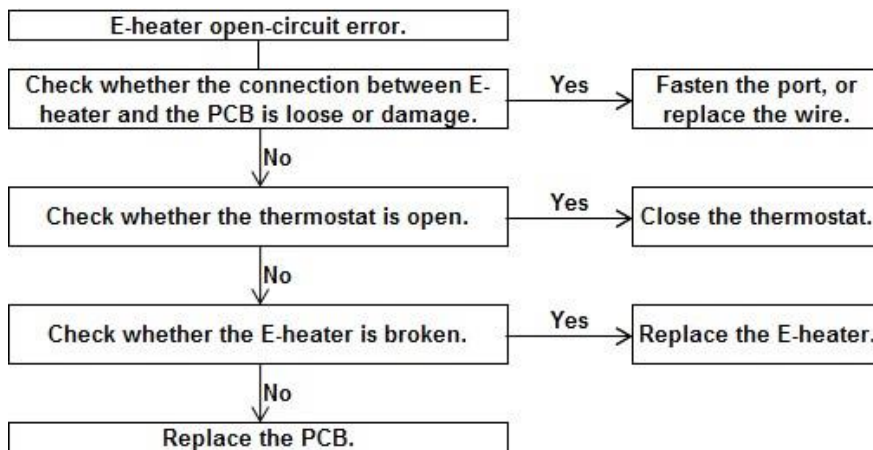 E-heater open-circuit error.
Check whether the connection between E-
heater and the PCB is loose or damage.
Yes
Fasten the port, or
replace the wire.
No
Check whether the thermostat is open.
Yes
Close the thermostat.
No
Check whether the E-heater is broken.
Yes
Replace the E-heater.
No
Replace the PCB.